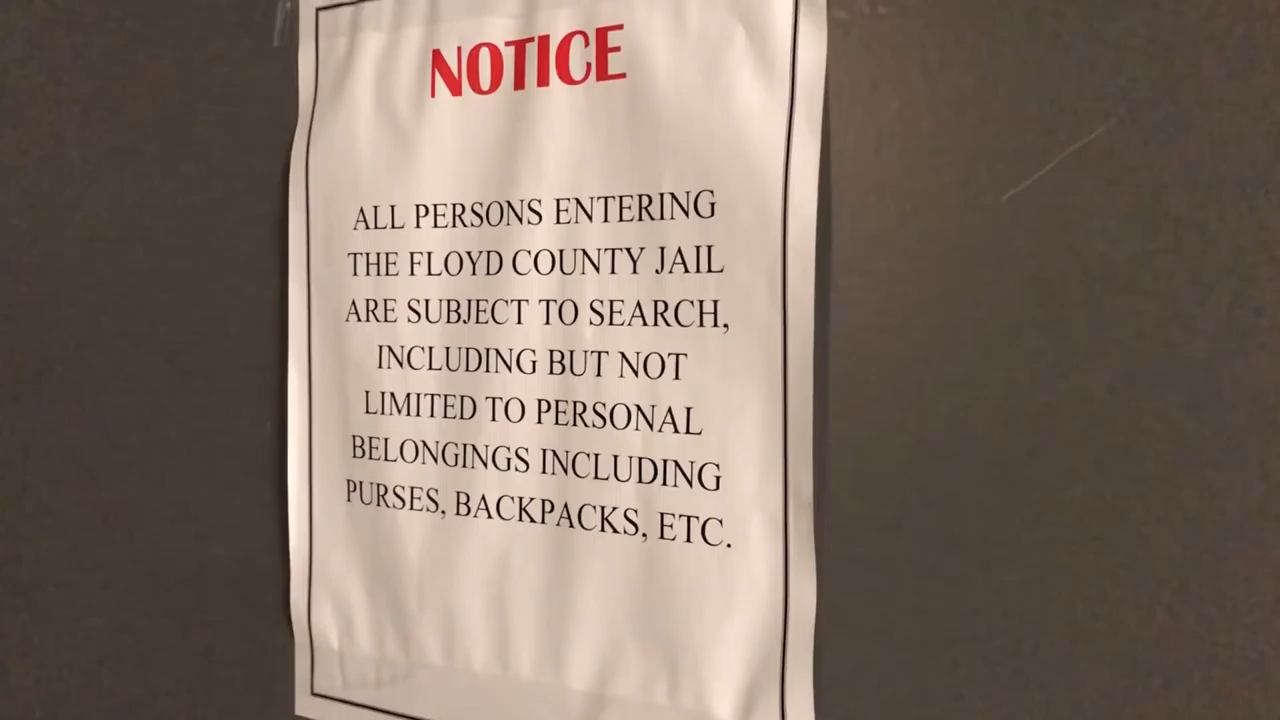 NOTICE
ALL PERSONS ENTERING
THE FLOYD COUNTY JAIL
ARE SUBJECT TO SEARCH,
INCLUDING BUT NOT
LIMITED TO PERSONAL
BELONGINGS INCLUDING
PURSES, BACKPACKS, ETC.